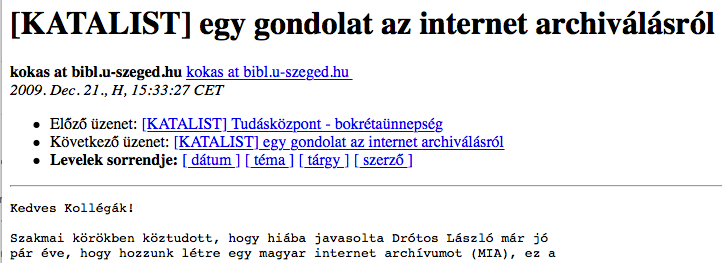 [KATALIST] egy gondolat az internet archiválásról
kokas at bibl.u-szeged.hu kokas at bibl.u-szeged.hu
2009. Dec. 21., H, 15:33:27 CET
• Előző üzenet: [KATALIST] Tudásközpont - bokrétaünnepség
• Következő üzenet: [KATALIST] egy gondolat az internet archiválásról
• Levelek sorrendje: [ dátum ] [ téma ] [ tárgy ] [ szerző ]
Kedves Kollégák!
Szakmai körökben köztudott, hogy hiába javasolta Drótos László már jó
pár éve, hogy hozzunk létre egy magyar internet archívumot (MIA), ez a